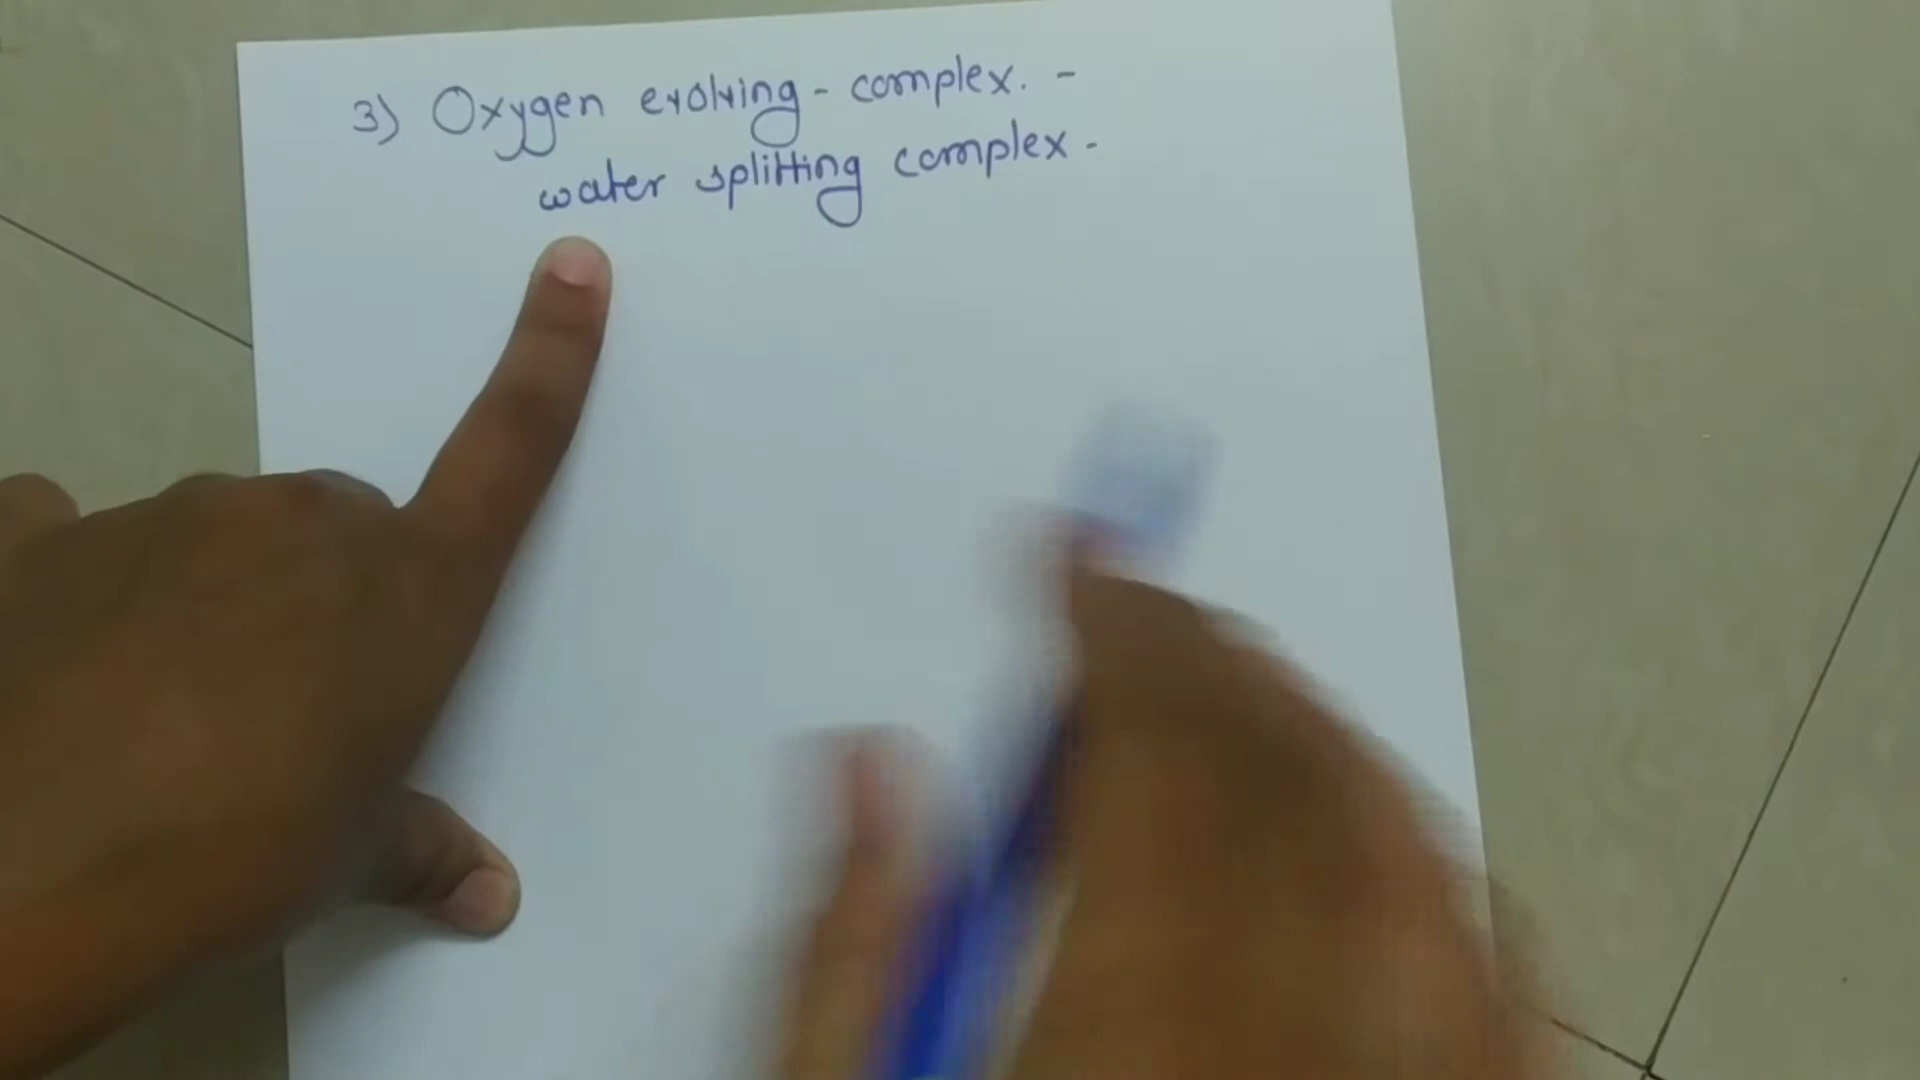 3) Oxygen evolving - complex. -
water splitting complex -